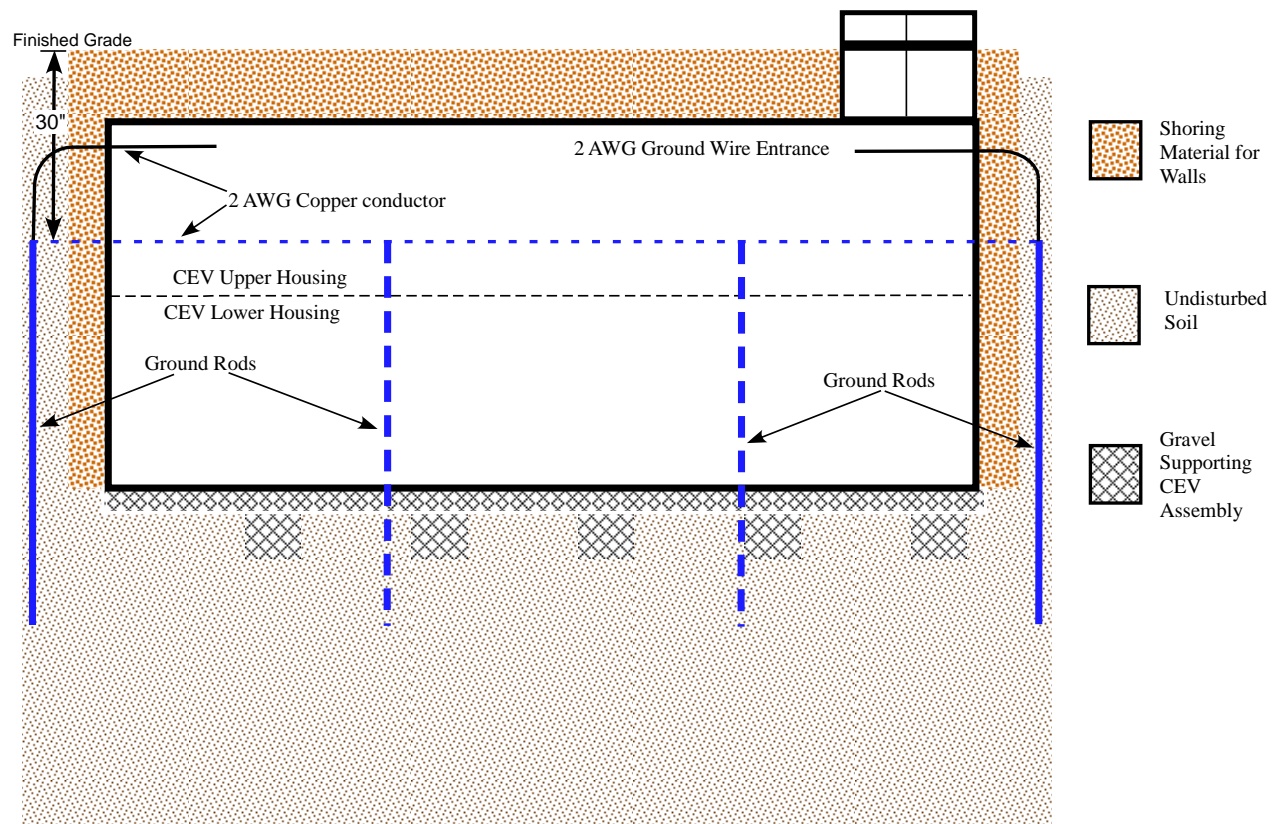 Finished Grade
30"
2 AWG Ground Wire Entrance
2 AWG Copper conductor
CEV Upper Housing
CEV Lower Housing
Ground Rods
Ground Rods
Shoring
Material for
Walls
Undisturbed
Soil
Gravel
Supporting
CEV
Assembly